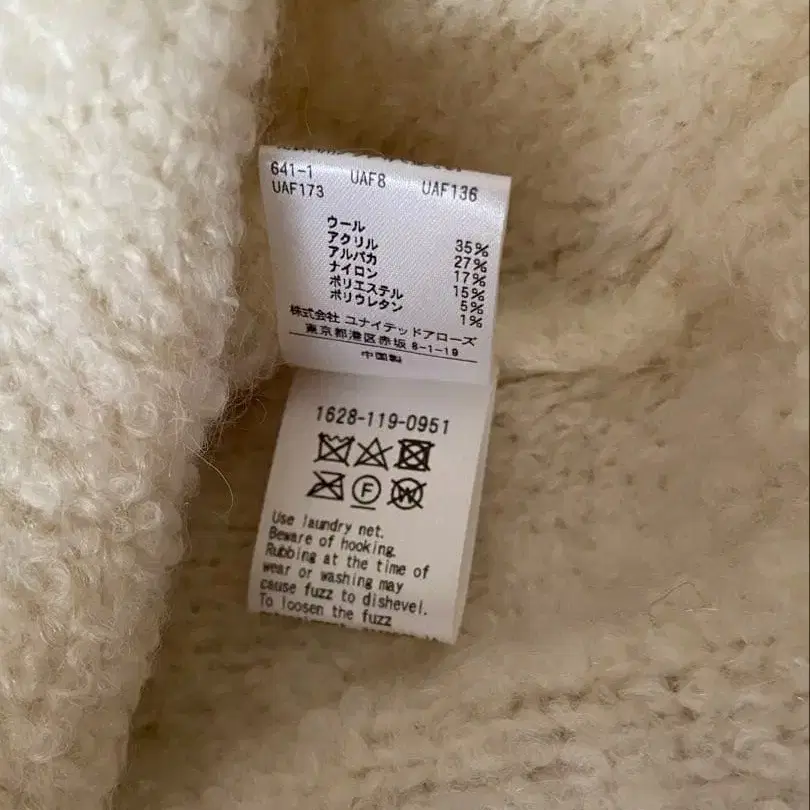 641-1 UAF8 UAF136
UAF173
ウール 35%
アクリル 27%
アルパカ 17%
ナイロン 15%
ポリエステル 5%
ポリウレタン 1%
株式会社 ユナイテッドアローズ
東京都港区赤坂 8-1-19
中国製
1628-119-0951
F W
Use laundry net.
Beware of hooking.
Rubbing at the time of
wear or washing may
cause fuzz to dishevel.
To loosen the fuzz